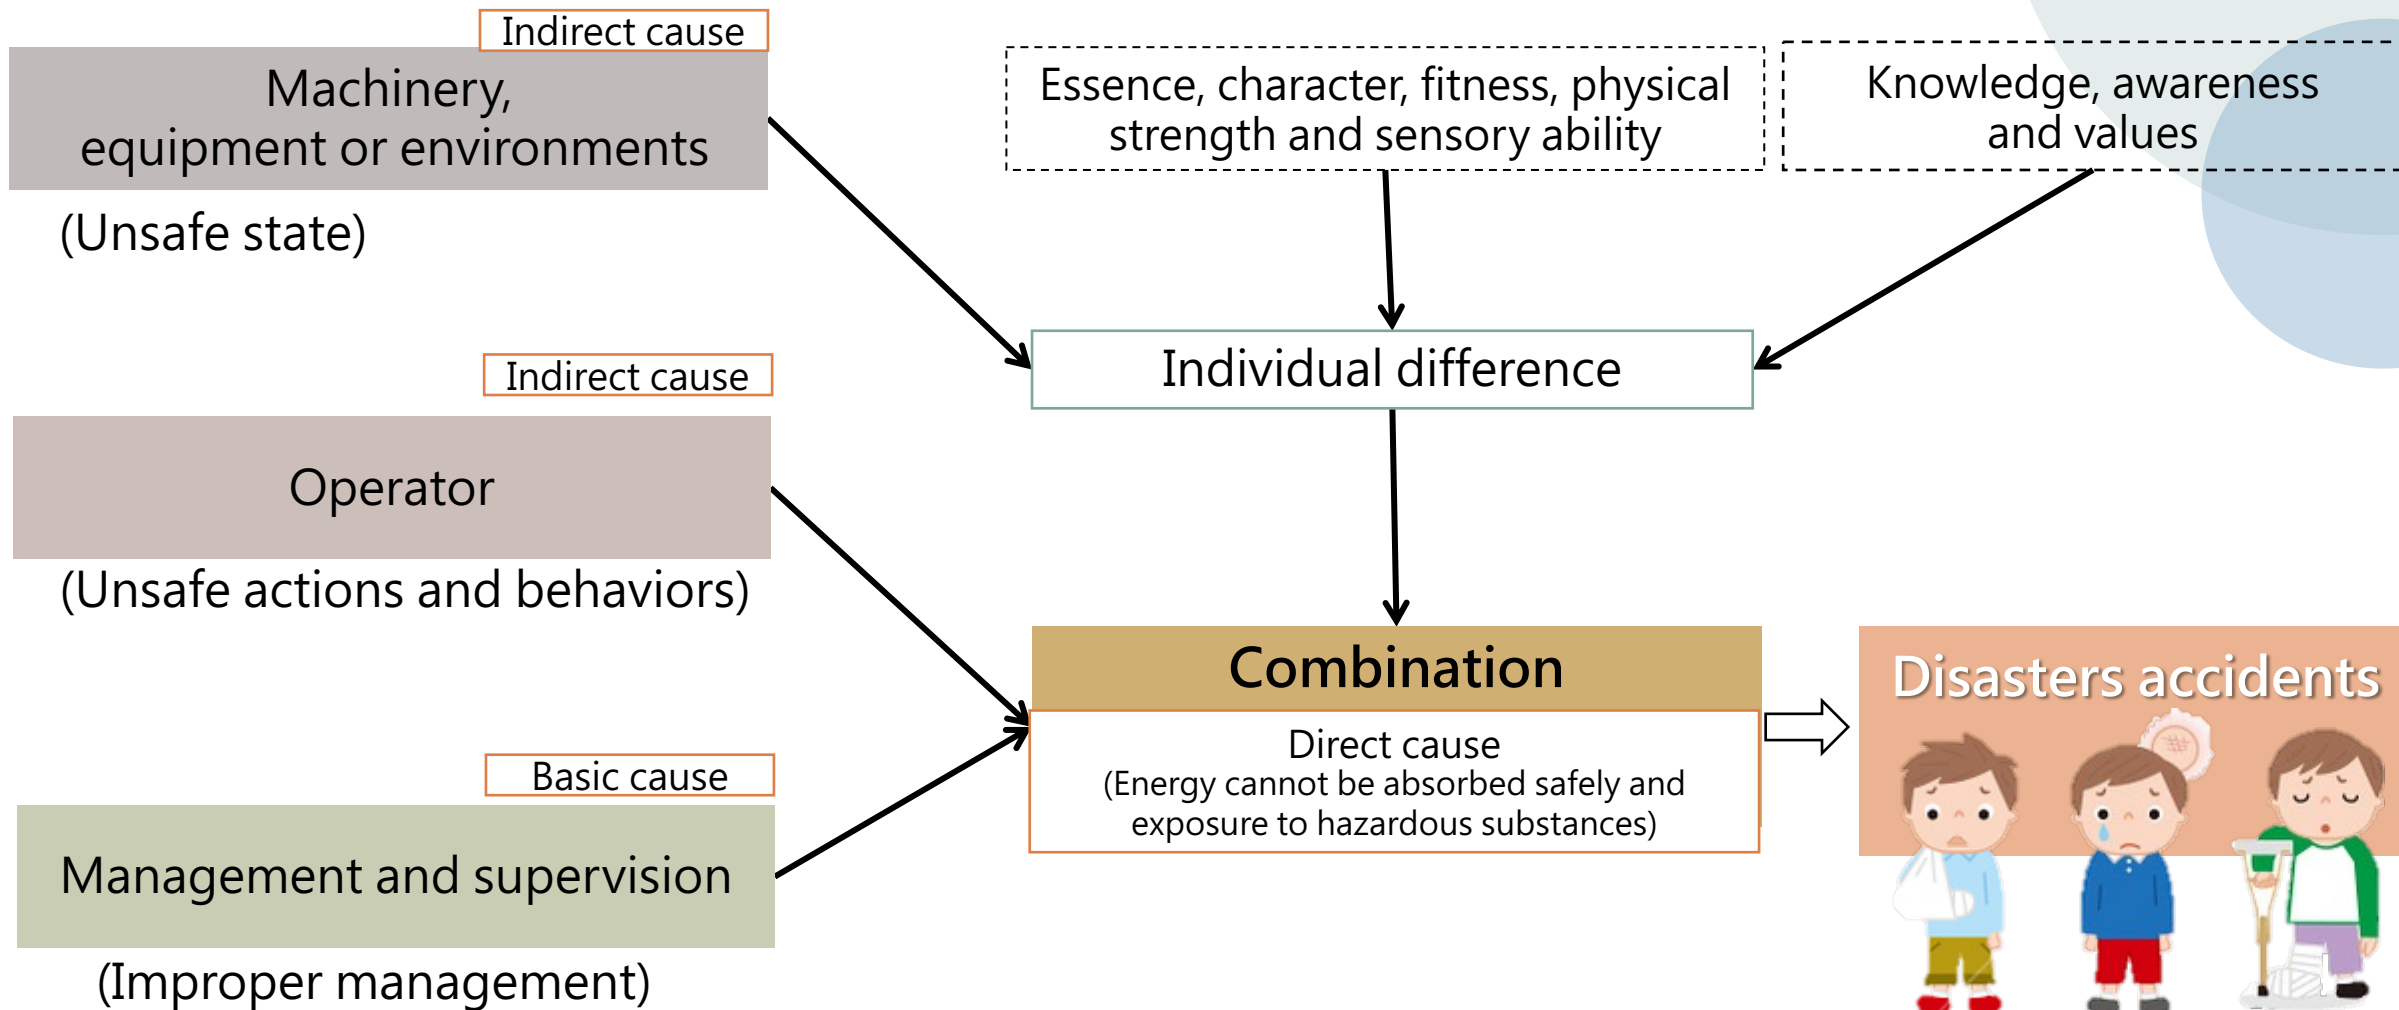 Indirect cause
Machinery,
equipment or environments
(Unsafe state)
Essence, character, fitness, physical
strength and sensory ability
Knowledge, awareness
and values
Individual difference
Indirect cause
Operator
(Unsafe actions and behaviors)
Combination
Direct cause
(Energy cannot be absorbed safely and
exposure to hazardous substances)
Disasters accidents
Basic cause
Management and supervision
(Improper management)
1